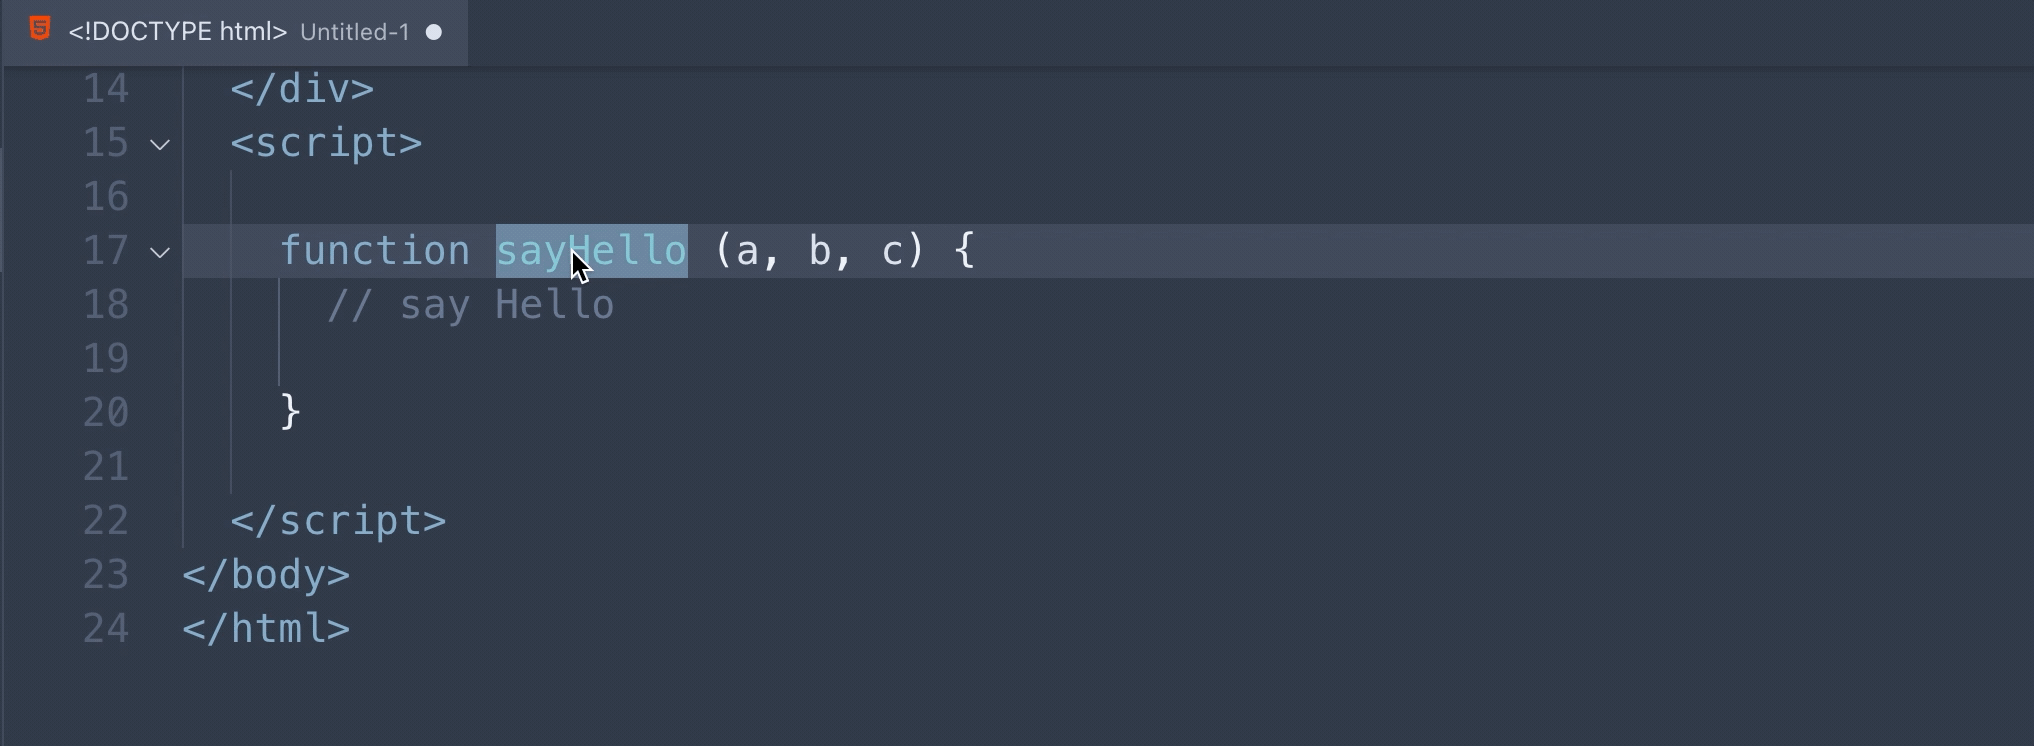 <!DOCTYPE html> Untitled-1
14 </div>
15 <script>
16
17 function sayHello (a, b, c) {
18 // say Hello
19
20 }
21
22 </script>
23 </body>
24 </html>